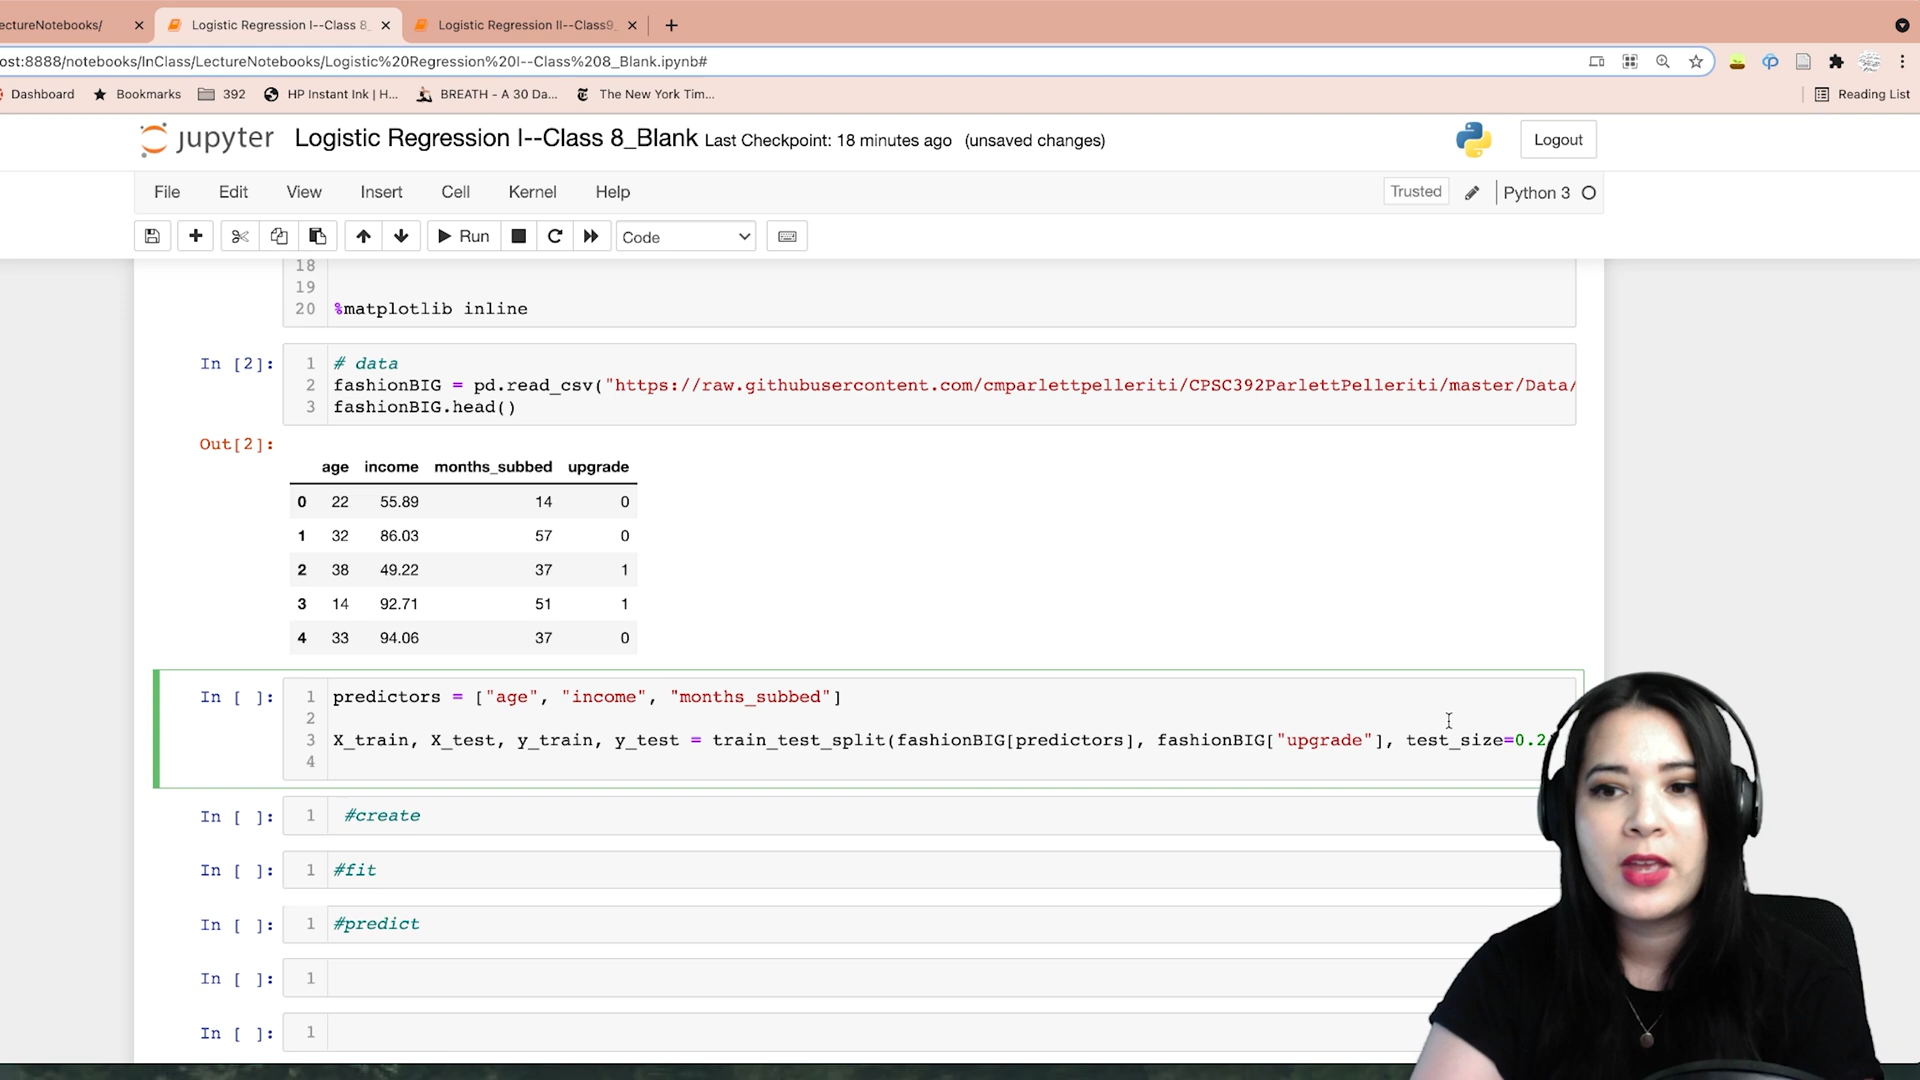 ectureNotebooks/
Logistic Regression I--Class 8_
Logistic Regression II--Class9_
ost:8888/notebooks/InClass/LectureNotebooks/Logistic%20Regression%20I--Class%208_Blank.ipynb#
Dashboard Bookmarks 392 HP Instant Ink | H... BREATH - A 30 Da... The New York Tim... Reading List
jupyter Logistic Regression I--Class 8_Blank Last Checkpoint: 18 minutes ago (unsaved changes) Logout
File Edit View Insert Cell Kernel Help Trusted Python 3
Run Code
18
19
20 %matplotlib inline
In [2]: 1 # data
2 fashionBIG = pd.read_csv("https://raw.githubusercontent.com/cmparlettpelleriti/CPSC392ParlettPelleriti/master/Data/
3 fashionBIG.head()
Out[2]:
age income months_subbed upgrade
0 22 55.89 14 0
1 32 86.03 57 0
2 38 49.22 37 1
3 14 92.71 51 1
4 33 94.06 37 0
In [ ]: 1 predictors = ["age", "income", "months_subbed"]
2
3 X_train, X_test, y_train, y_test = train_test_split(fashionBIG[predictors], fashionBIG["upgrade"], test_size=0.2
4
In [ ]: 1 #create
In [ ]: 1 #fit
In [ ]: 1 #predict
In [ ]: 1
In [ ]: 1